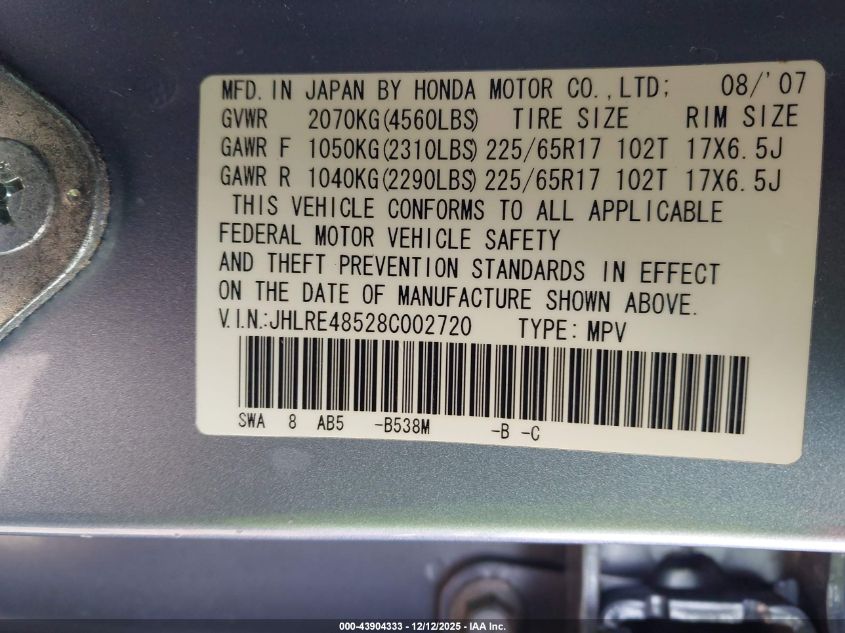 MFD. IN JAPAN BY HONDA MOTOR CO.,LTD; 08/'07
GVWR 2070KG(4560LBS) TIRE SIZE RIM SIZE
GAWR F 1050KG(2310LBS) 225/65R17 102T 17X6.5J
GAWR R 1040KG(2290LBS) 225/65R17 102T 17X6.5J
THIS VEHICLE CONFORMS TO ALL APPLICABLE
FEDERAL MOTOR VEHICLE SAFETY
AND THEFT PREVENTION STANDARDS IN EFFECT
ON THE DATE OF MANUFACTURE SHOWN ABOVE.
V.I.N.:JHLRE48528C002720 TYPE: MPV
SWA 8 AB5 -B538M -B -C
000-43904333 - 12/12/2025 - IAA Inc.